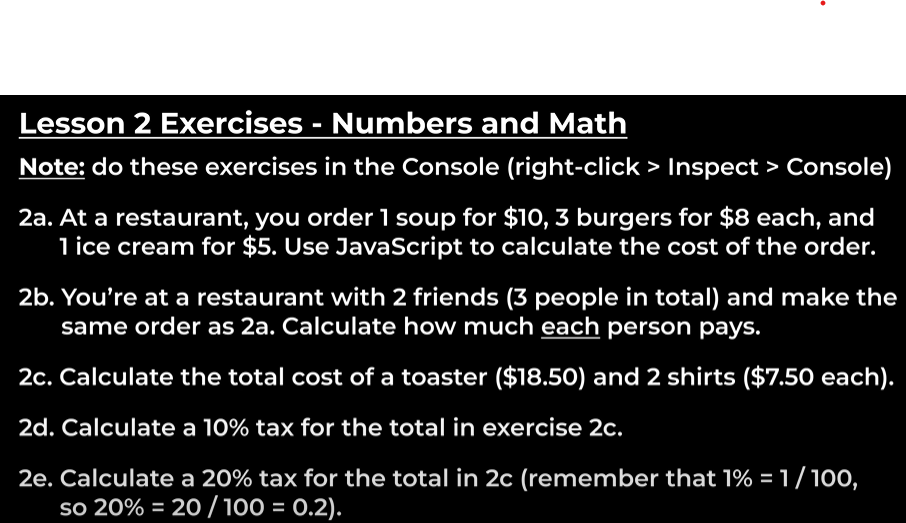 Lesson 2 Exercises - Numbers and Math
Note: do these exercises in the Console (right-click > Inspect > Console)
2a. At a restaurant, you order 1 soup for $10, 3 burgers for $8 each, and
1 ice cream for $5. Use JavaScript to calculate the cost of the order.
2b. You’re at a restaurant with 2 friends (3 people in total) and make the
same order as 2a. Calculate how much each person pays.
2c. Calculate the total cost of a toaster ($18.50) and 2 shirts ($7.50 each).
2d. Calculate a 10% tax for the total in exercise 2c.
2e. Calculate a 20% tax for the total in 2c (remember that 1% = 1 / 100,
so 20% = 20 / 100 = 0.2).